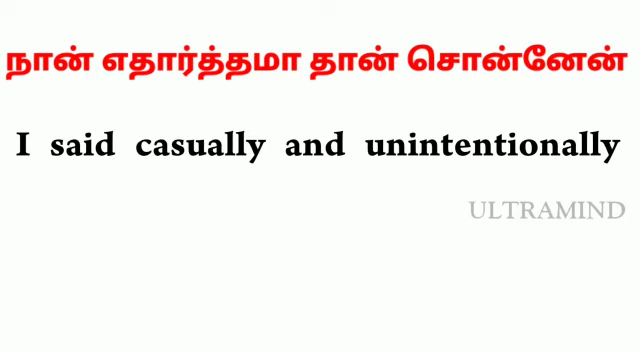 நான் எதார்த்தமா தான் சொன்னேன்
I said casually and unintentionally
ULTRAMIND